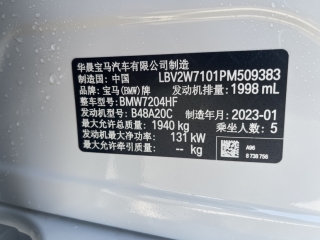 华晨宝马汽车有限公司制造
制造国：中国 LBV2W7101PM509383
品牌：宝马(BMW)牌 发动机排量：1998 mL
整车型号：BMW7204HF
发动机型号：B48A20C 制造年月：2023-01
最大允许总质量：1940 kg 乘坐人数：5
发动机最大净功率：131 kW
最大允许牵引质量：-- kg
A96
8 738 756